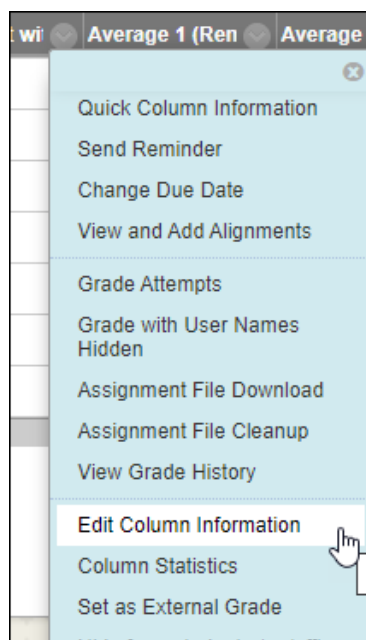 t wit Average 1 (Ren Average
Quick Column Information
Send Reminder
Change Due Date
View and Add Alignments
Grade Attempts
Grade with User Names
Hidden
Assignment File Download
Assignment File Cleanup
View Grade History
Edit Column Information
Column Statistics
Set as External Grade